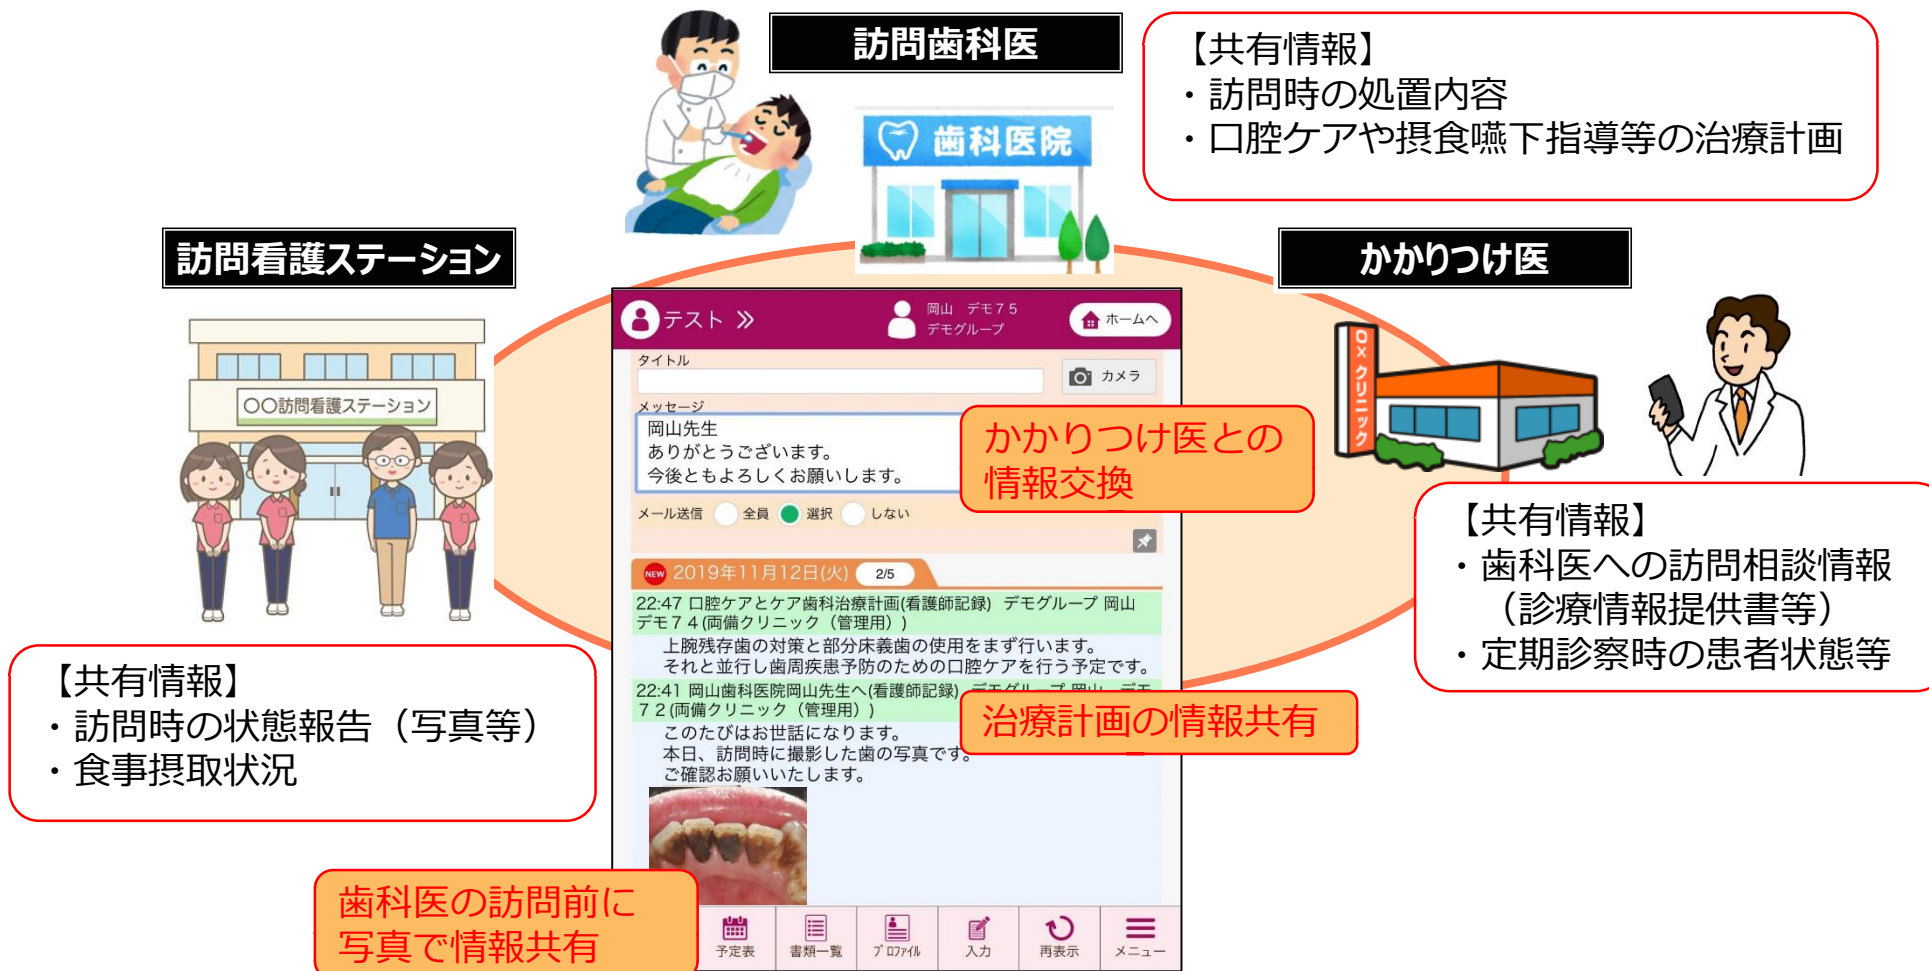 訪問歯科医
【共有情報】
・訪問時の処置内容
・口腔ケアや摂食嚥下指導等の治療計画
歯科医院
訪問看護ステーション
〇〇訪問看護ステーション
【共有情報】
・訪問時の状態報告（写真等）
・食事摂取状況
かかりつけ医
O×クリニック
【共有情報】
・歯科医への訪問相談情報
（診療情報提供書等）
・定期診察時の患者状態等
テスト ≫
岡山　デモ７５
デモグループ
ホームへ
タイトル
カメラ
メッセージ
岡山先生
ありがとうございます。
今後ともよろしくお願いします。
かかりつけ医との
情報交換
メール送信 全員 選択 しない
NEW 2019年11月12日(火) 2/5
22:47 口腔ケアとケア歯科治療計画(看護師記録) デモグループ 岡山
デモ７４(両備クリニック（管理用）)
上腕残存歯の対策と部分床義歯の使用をまず行います。
それと並行し歯周疾患予防のための口腔ケアを行う予定です。
22:41 岡山歯科医院岡山先生へ(看護師記録) デモグループ 岡山 デモ
７２(両備クリニック（管理用）)
治療計画の情報共有
このたびはお世話になります。
本日、訪問時に撮影した歯の写真です。
ご確認お願いいたします。
歯科医の訪問前に
写真で情報共有
予定表 書類一覧 ﾌﾟﾛﾌｧｲﾙ 入力 再表示 メニュー